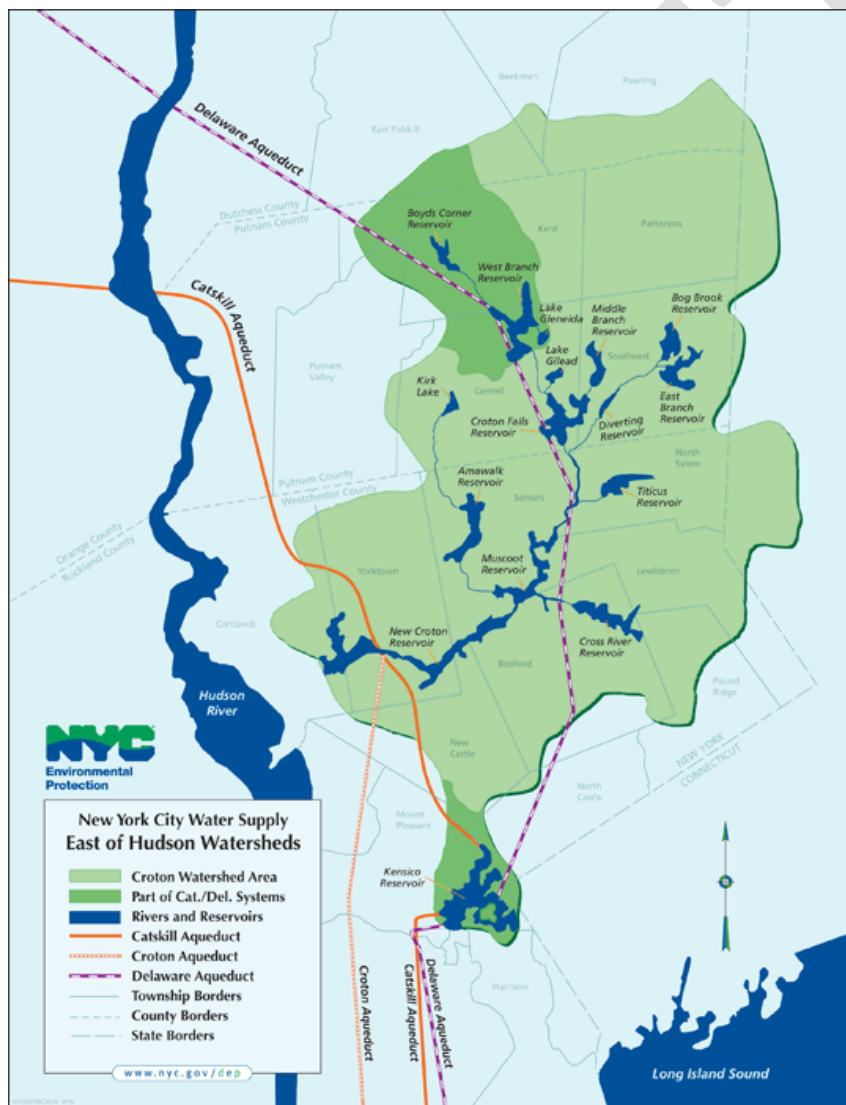 Beekman
Pawling
Delaware Aqueduct
East Fishkill
Dutchess County
Putnam County
Boyds Corner
Reservoir
Kent
Patterson
West Branch
Reservoir
Catskill Aqueduct
Lake
Gleneida
Middle
Branch
Reservoir
Bog Brook
Reservoir
Lake
Gilead
Southeast
Putnam
Valley
Kirk
Lake
Carmel
East
Branch
Reservoir
Croton Falls
Reservoir
Diverting
Reservoir
North
Salem
Putnam County
Westchester County
Amawalk
Reservoir
Somers
Titicus
Reservoir
Orange County
Rockland County
Muscoot
Reservoir
Yorktown
Lewisboro
Cortlandt
New Croton
Reservoir
Cross River
Reservoir
Bedford
Hudson
River
Pound
Ridge
NYC
Environmental
Protection
New
Castle
NEW YORK
CONNECTICUT
North
Castle
Mount
Pleasant
New York City Water Supply
East of Hudson Watersheds
Croton Watershed Area
Part of Cat./Del. Systems
Rivers and Reservoirs
Catskill Aqueduct
Croton Aqueduct
Delaware Aqueduct
Township Borders
County Borders
State Borders
www.nyc.gov/dep
Kensico
Reservoir
Croton Aqueduct
Catskill Aqueduct
Delaware Aqueduct
Harrison
Long Island Sound